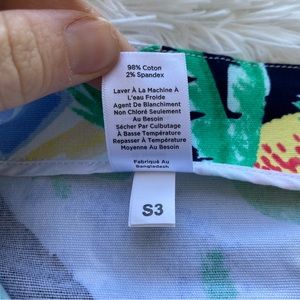 98% Coton
2% Spandex
Laver À La Machine À
L'eau Froide
Agent De Blanchiment
Non Chloré Seulement
Au Besoin
Sécher Par Culbutage
À Basse Température
Repasser À Température
Moyenne Au Besoin
Fabriqué Au
Bangladesh
S3